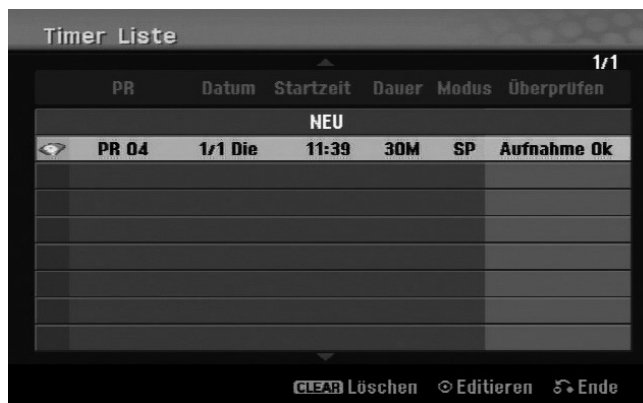 Timer Liste
1/1
PR Datum Startzeit Dauer Modus Überprüfen
NEU
PR 04 1/1 Die 11:39 30M SP Aufnahme Ok
CLEAR Löschen Editieren Ende